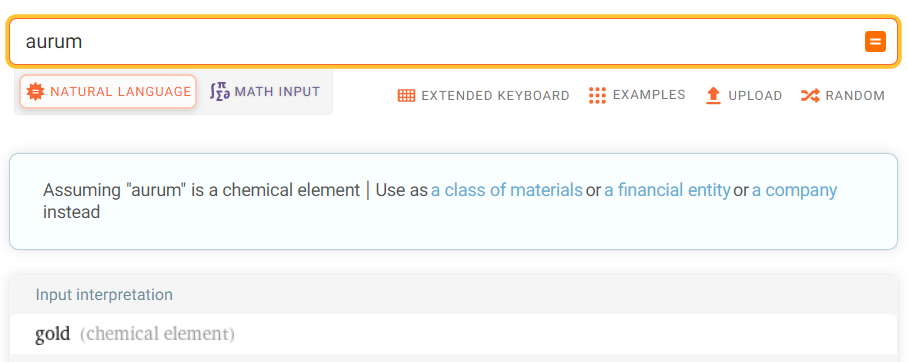 aurum
NATURAL LANGUAGE MATH INPUT EXTENDED KEYBOARD EXAMPLES UPLOAD RANDOM
Assuming "aurum" is a chemical element | Use as a class of materials or a financial entity or a company
instead
Input interpretation
gold (chemical element)